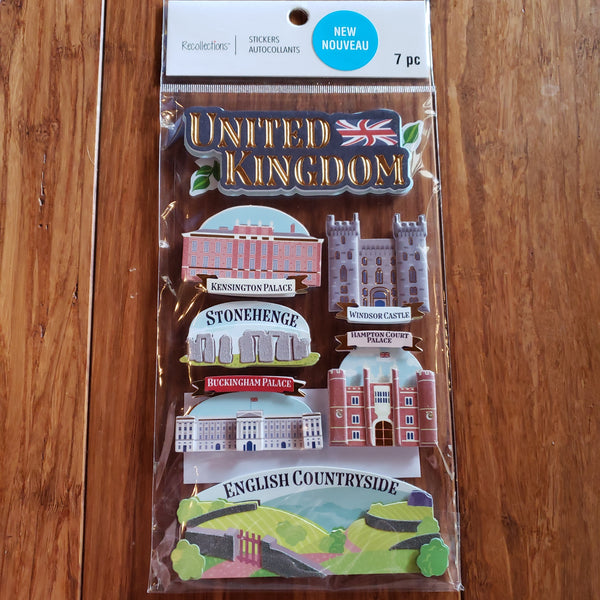 Recollections®
STICKERS
AUTOCOLLANTS
NEW
NOUVEAU
7 pc
UNITED
KINGDOM
KENSINGTON PALACE
WINDSOR CASTLE
STONEHENGE
HAMPTON COURT
PALACE
BUCKINGHAM PALACE
ENGLISH COUNTRYSIDE